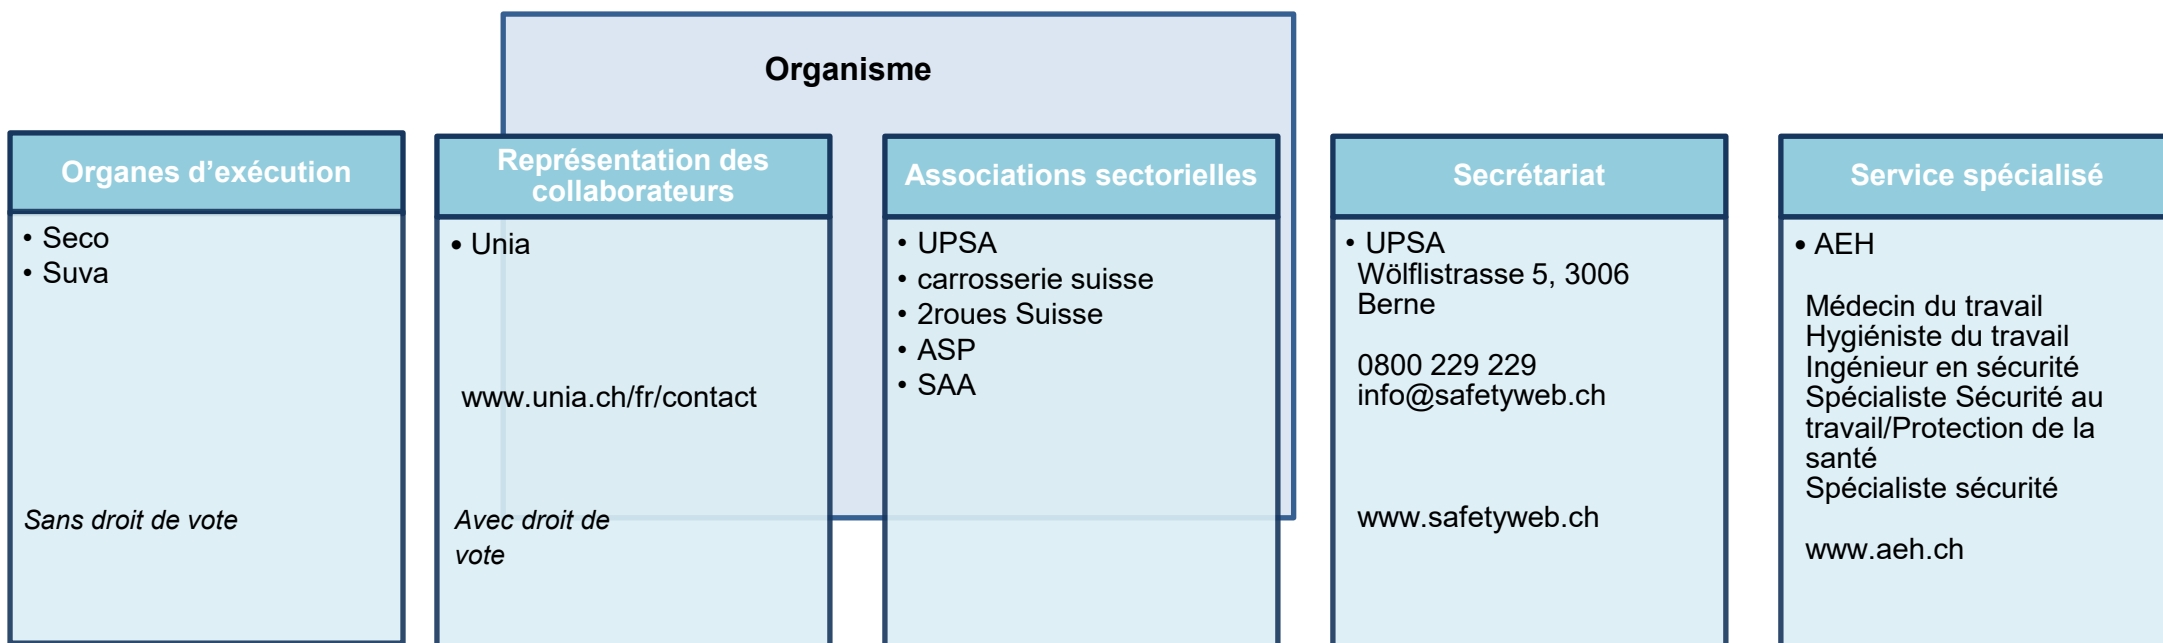 Organisme
Organes d’exécution
• Seco
• Suva
Sans droit de vote
Représentation des
collaborateurs
• Unia
www.unia.ch/fr/contact
Avec droit de
vote
Associations sectorielles
• UPSA
• carrosserie suisse
• 2roues Suisse
• ASP
• SAA
Secrétariat
• UPSA
Wölflistrasse 5, 3006
Berne
0800 229 229
info@safetyweb.ch
www.safetyweb.ch
Service spécialisé
• AEH
Médecin du travail
Hygiéniste du travail
Ingénieur en sécurité
Spécialiste Sécurité au
travail/Protection de la
santé
Spécialiste sécurité
www.aeh.ch